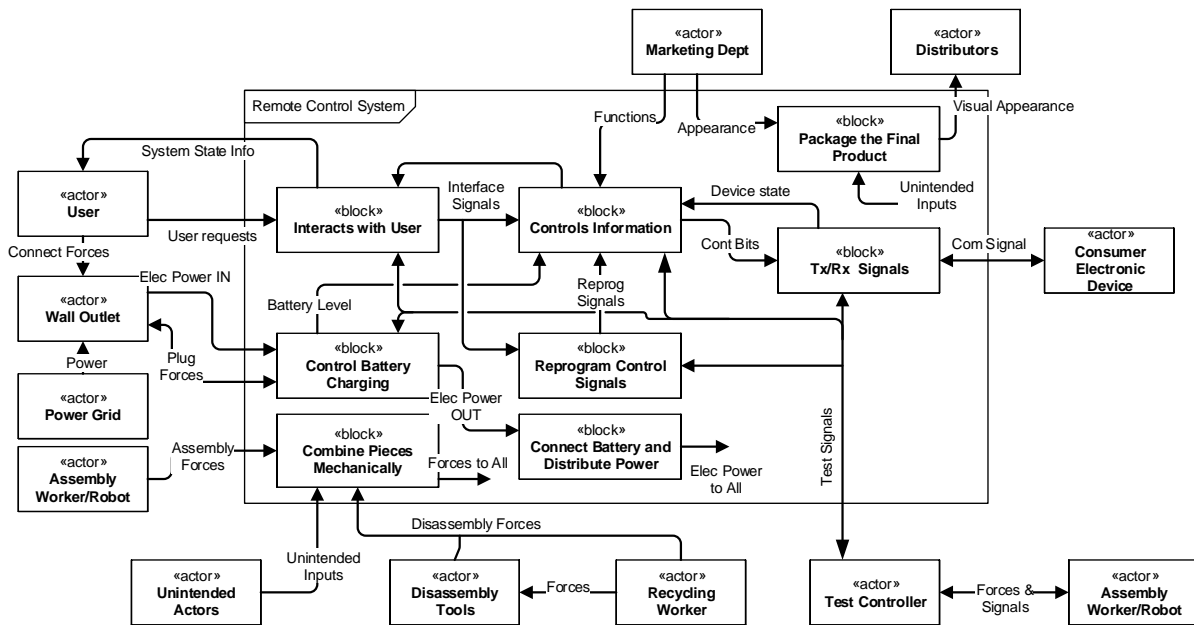 «actor»
Marketing Dept
«actor»
Distributors
Remote Control System
Functions
Appearance
Visual Appearance
«block»
Package the Final
Product
System State Info
«actor»
User
User requests
«block»
Interacts with User
Interface
Signals
«block»
Controls Information
Device state
Unintended
Inputs
Cont Bits
«block»
Tx/Rx Signals
Com Signal
«actor»
Consumer
Electronic
Device
Connect Forces
Elec Power IN
«actor»
Wall Outlet
Battery Level
Reprog
Signals
Power
Plug
Forces
«block»
Control Battery
Charging
«block»
Reprogram Control
Signals
«actor»
Power Grid
Elec Power
OUT
«actor»
Assembly
Worker/Robot
Assembly
Forces
«block»
Combine Pieces
Mechanically
Forces to All
«block»
Connect Battery and
Distribute Power
Elec Power
to All
Test Signals
Disassembly Forces
Unintended
Inputs
«actor»
Unintended
Actors
«actor»
Disassembly
Tools
Forces
«actor»
Recycling
Worker
«actor»
Test Controller
Forces &
Signals
«actor»
Assembly
Worker/Robot